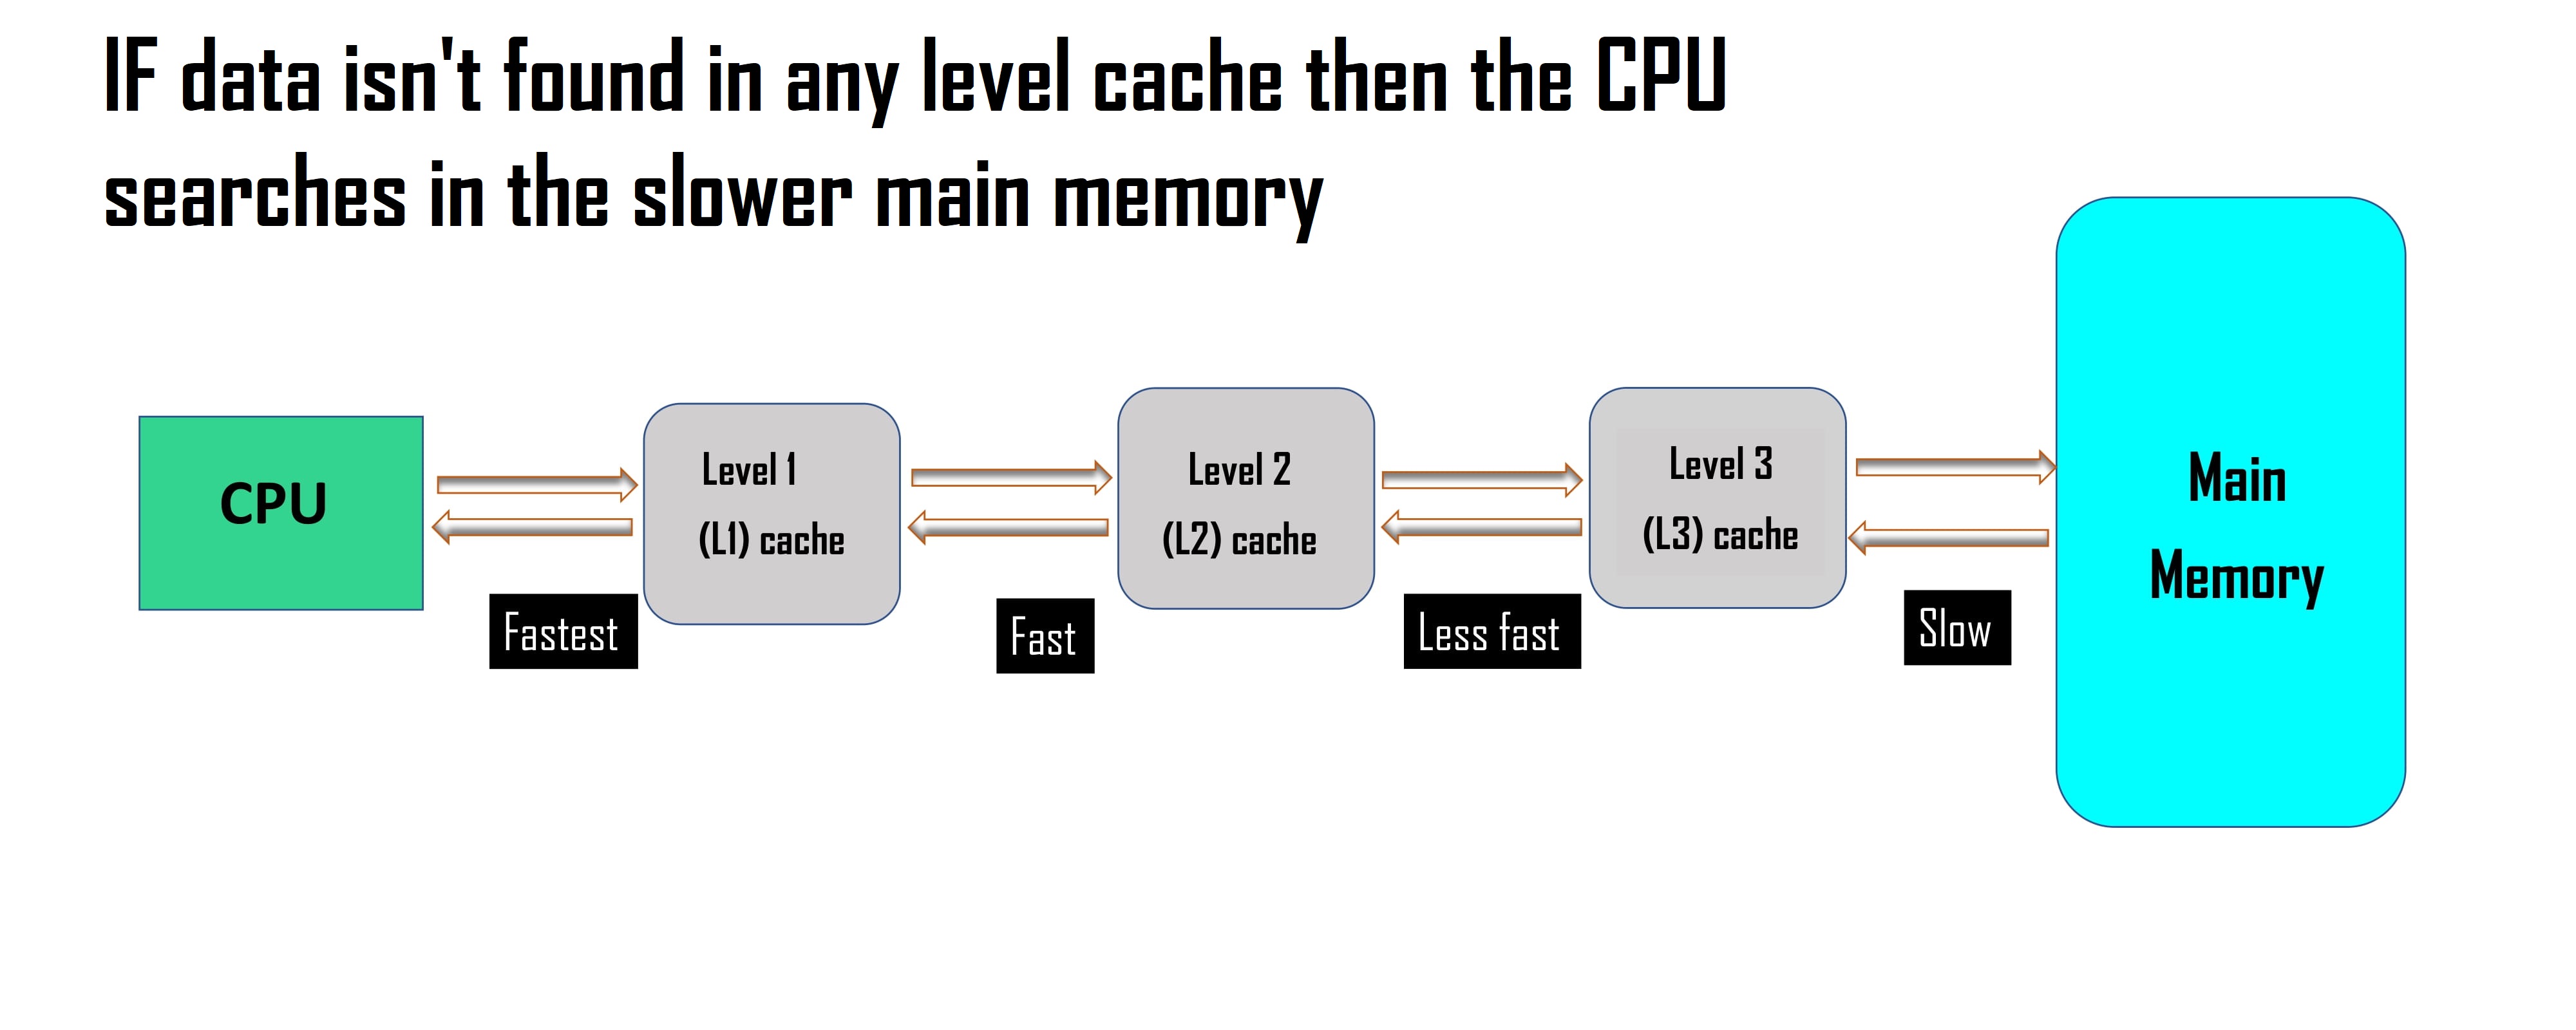 IF data isn't found in any level cache then the CPU
searches in the slower main memory
CPU
Level 1
(L1) cache
Level 2
(L2) cache
Level 3
(L3) cache
Main
Memory
Fastest
Fast
Less fast
Slow